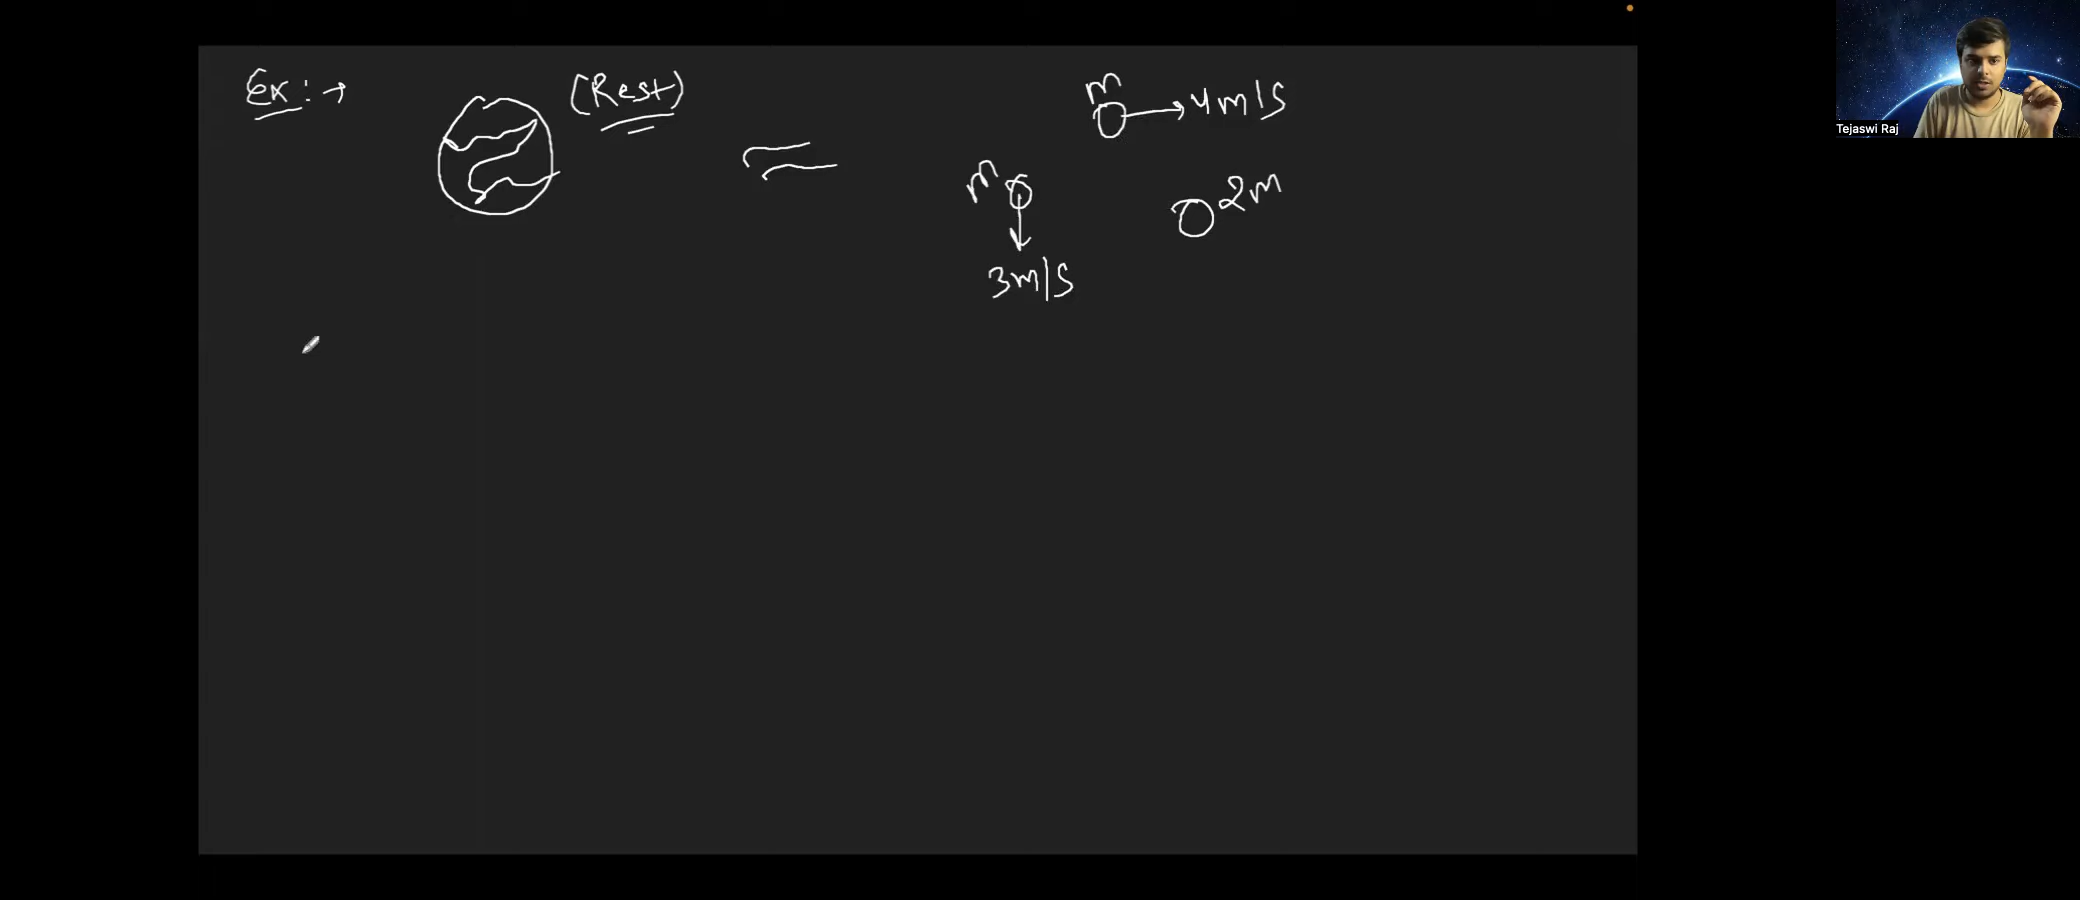 Ex:→
(Rest)
m
→4m/s
m
2m
3m/s
Tejaswi Raj